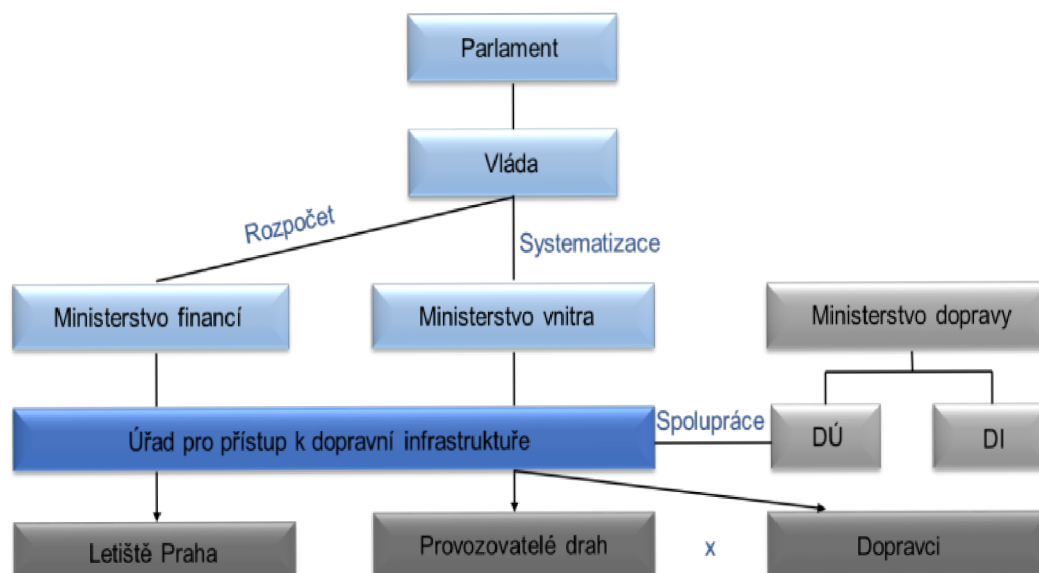 Parlament
Vláda
Rozpočet
Systematizace
Ministerstvo financí
Ministerstvo vnitra
Ministerstvo dopravy
Úřad pro přístup k dopravní infrastruktuře
Spolupráce
DÚ
DI
Letiště Praha
Provozovatelé drah
x
Dopravci